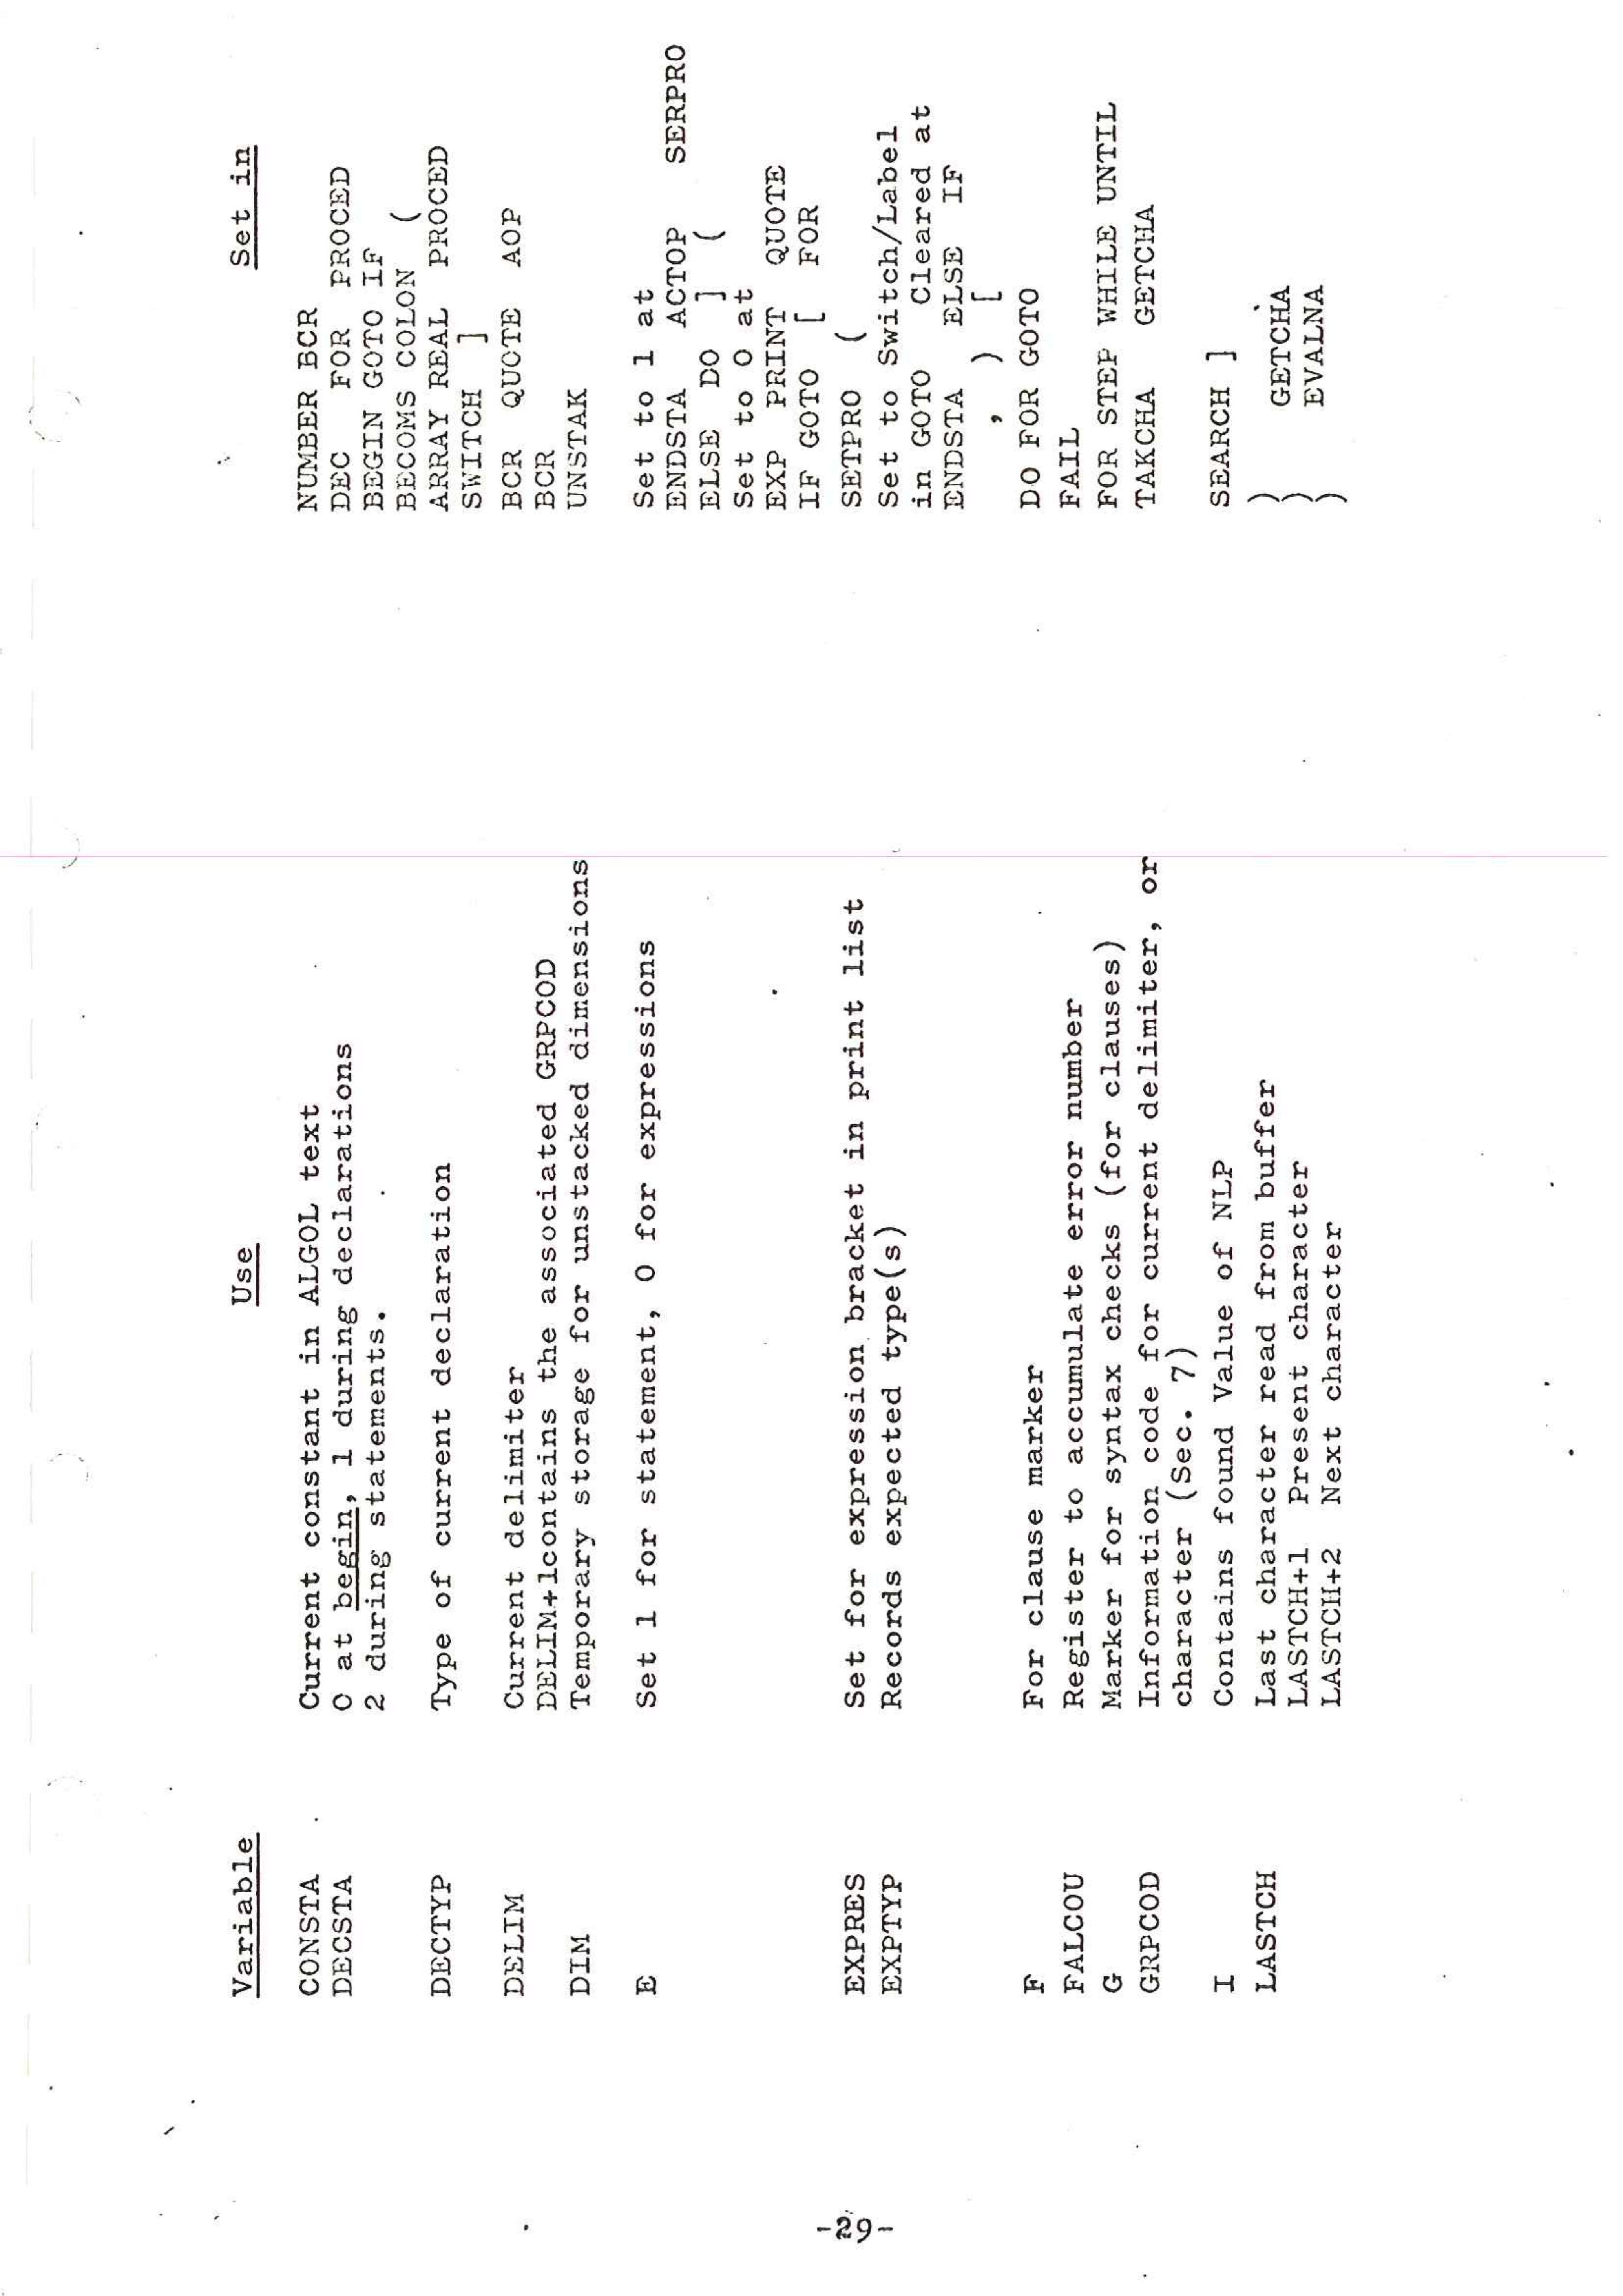 Variable Use Set in
CONSTA Current constant in ALGOL text NUMBER BCR
DECSTA 0 at begin, 1 during declarations DEC FOR PROCED
2 during statements. BEGIN GOTO IF
BECOMS COLON (
DECTYP Type of current declaration ARRAY REAL PROCED
SWITCH ]
DELIM Current delimiter BCR QUOTE AOP
DELIM+1contains the associated GRPCOD BCR
DIM Temporary storage for unstacked dimensions UNSTAK
E Set 1 for statement, 0 for expressions Set to 1 at
ENDSTA ACTOP SERPRO
ELSE DO ] (
Set to 0 at
EXP PRINT QUOTE
IF GOTO [ FOR
EXPRES Set for expression bracket in print list SETPRO (
EXPTYP Records expected type(s) Set to Switch/Label
in GOTO Cleared at
ENDSTA ELSE IF
, ) [
F For clause marker DO FOR GOTO
FALCOU Register to accumulate error number FAIL
G Marker for syntax checks (for clauses) FOR STEP WHILE UNTIL
GRPCOD Information code for current delimiter, or TAKCHA GETCHA
character (Sec. 7)
I Contains found Value of NLP SEARCH ]
LASTCH Last character read from buffer )
LASTCH+1 Present character ) GETCHA
LASTCH+2 Next character ) EVALNA
-29-